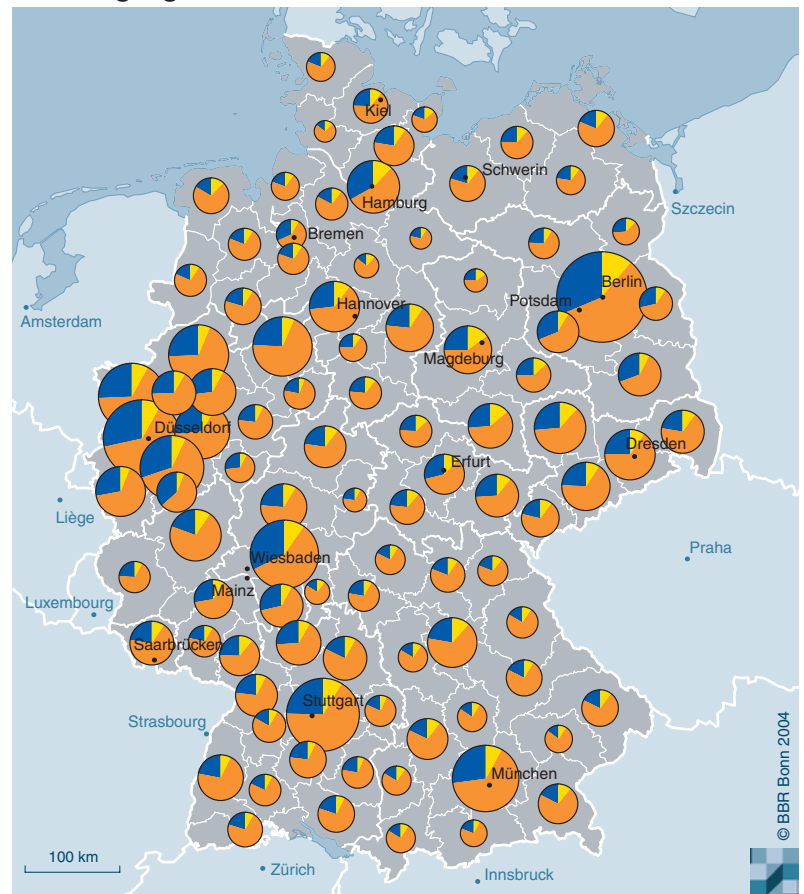 Kiel
Schwerin
Hamburg
Szczecin
Bremen
Berlin
Potsdam
Hannover
Amsterdam
Magdeburg
Düsseldorf
Dresden
Erfurt
Liège
Praha
Wiesbaden
Mainz
Luxembourg
Saarbrücken
Stuttgart
Strasbourg
München
100 km
Zürich
Innsbruck
© BBR Bonn 2004